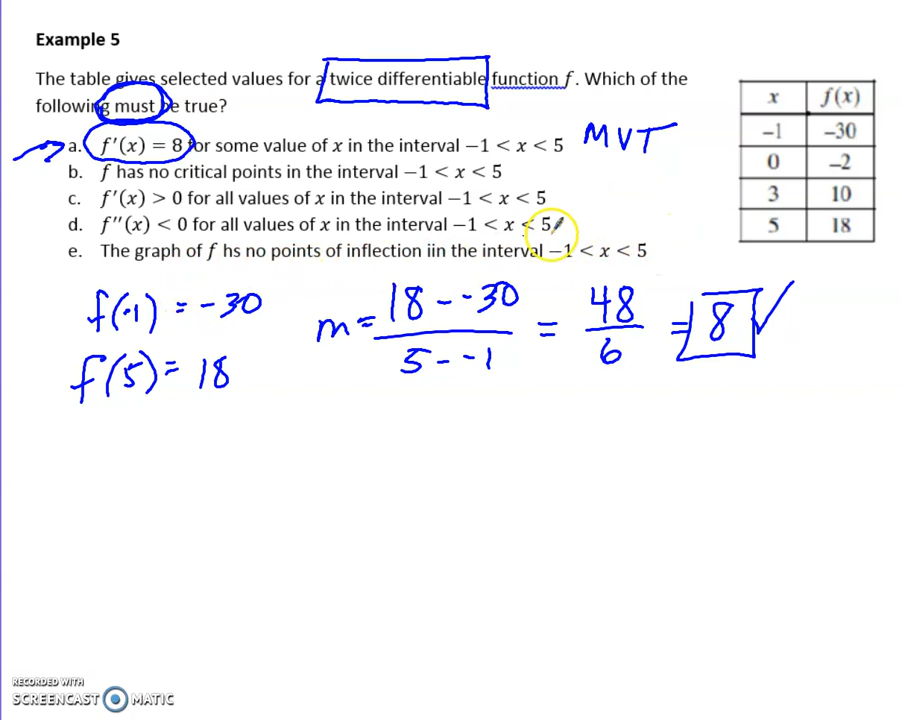 Example 5
The table gives selected values for a twice differentiable function f. Which of the
following must be true?
a. f'(x) = 8 for some value of x in the interval −1 < x < 5 MVT
b. f has no critical points in the interval −1 < x < 5
c. f'(x) > 0 for all values of x in the interval −1 < x < 5
d. f''(x) < 0 for all values of x in the interval −1 < x < 5
e. The graph of f hs no points of inflection iin the interval −1 < x < 5
x f(x)
−1 −30
0 −2
3 10
5 18
f(-1) = -30
f(5) = 18
m = 18 - -30 / 5 - -1 = 48 / 6 = 8 ✓
RECORDED WITH
SCREENCAST MATIC